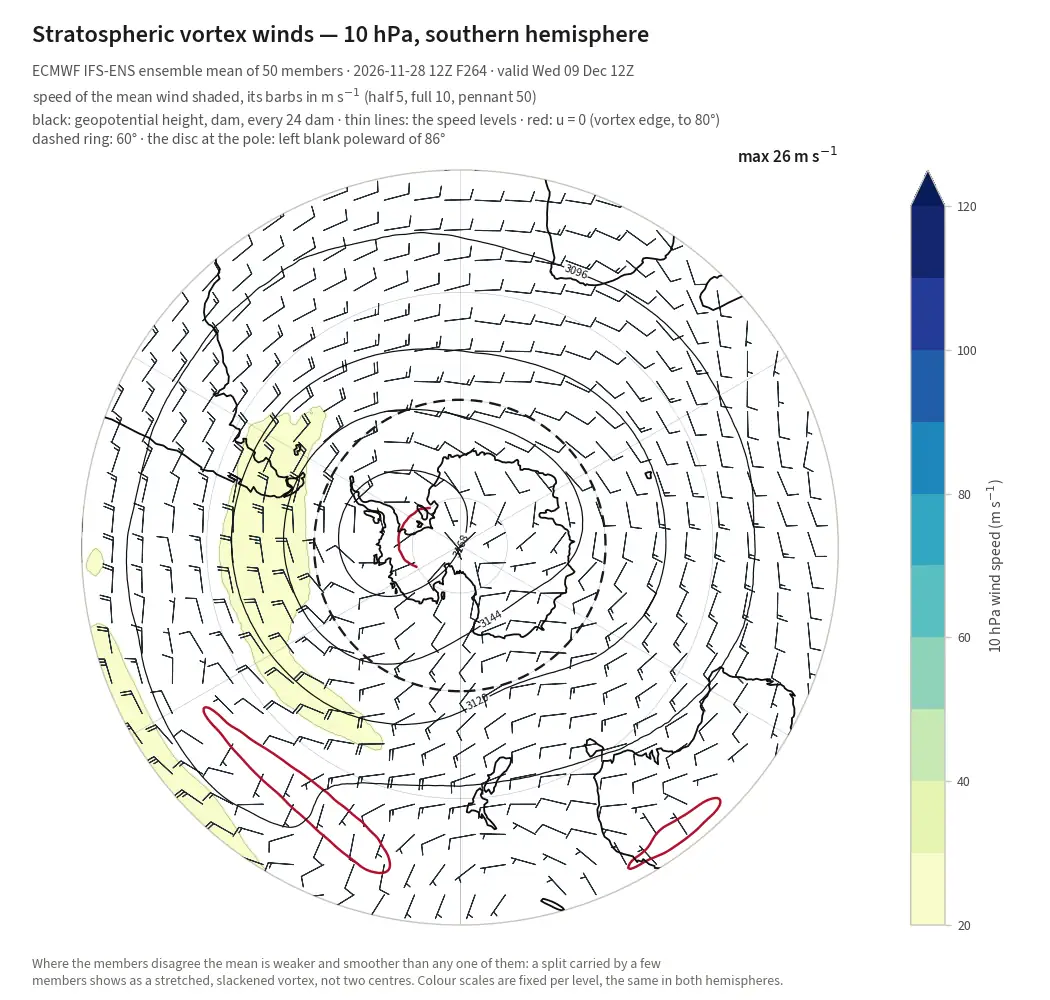 Stratospheric vortex winds — 10 hPa, southern hemisphere
ECMWF IFS-ENS ensemble mean of 50 members · 2026-11-28 12Z F264 · valid Wed 09 Dec 12Z
speed of the mean wind shaded, its barbs in m s⁻¹ (half 5, full 10, pennant 50)
black: geopotential height, dam, every 24 dam · thin lines: the speed levels · red: u = 0 (vortex edge, to 80°)
dashed ring: 60° · the disc at the pole: left blank poleward of 86°
max 26 m s⁻¹
120
100
80
60
40
20
10 hPa wind speed (m s⁻¹)
3096
3144
Where the members disagree the mean is weaker and smoother than any one of them: a split carried by a few
members shows as a stretched, slackened vortex, not two centres. Colour scales are fixed per level, the same in both hemispheres.